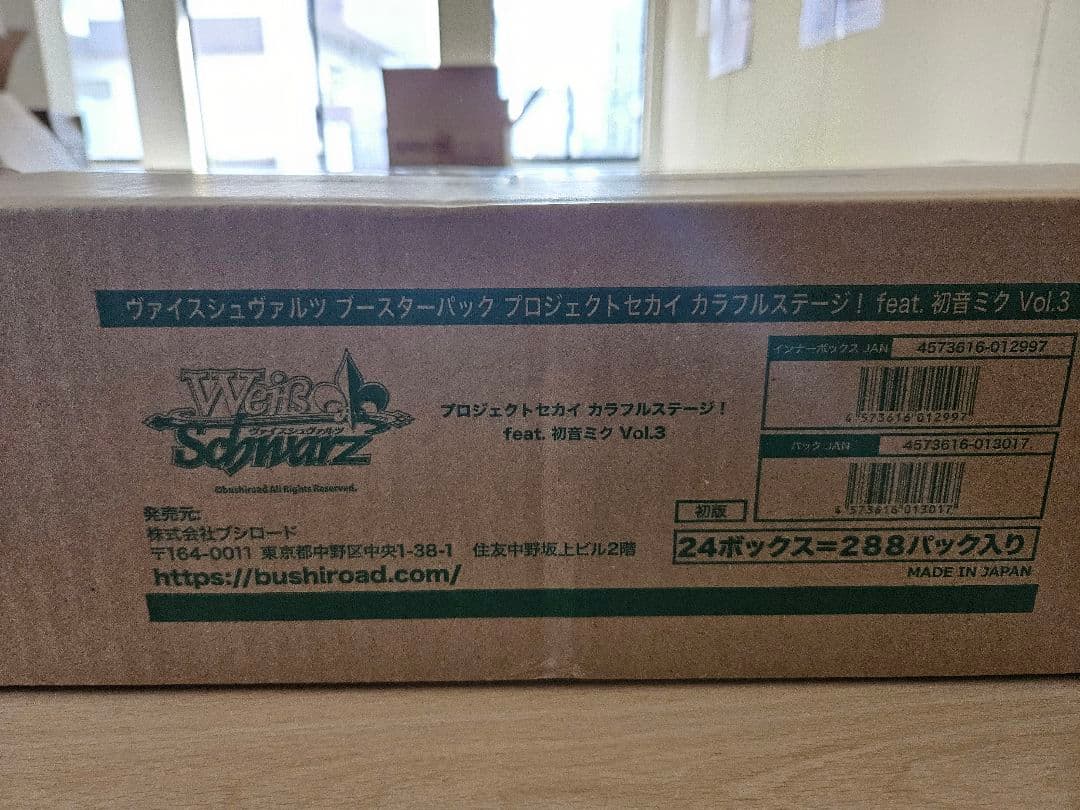 ヴァイスシュヴァルツ ブースターパック プロジェクトセカイ カラフルステージ！ feat. 初音ミク Vol.3
Weiß
ヴァイスシュヴァルツ
Schwarz
©bushiroad All Rights Reserved.
プロジェクトセカイ カラフルステージ！
feat. 初音ミク Vol.3
インナーボックス JAN 4573616-012997
4 573616 012997
パック JAN 4573616-013017
4 573616 013017
発売元:
株式会社ブシロード
〒164-0011 東京都中野区中央1-38-1 住友中野坂上ビル2階
https://bushiroad.com/
初版
24ボックス=288パック入り
MADE IN JAPAN